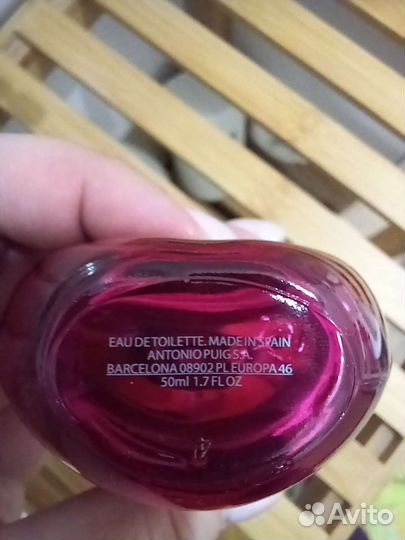 EAU DE TOILETTE. MADE IN SPAIN
ANTONIO PUIG S.A.
BARCELONA 08902 PL EUROPA 46
50ml 1.7 FL OZ
Avito